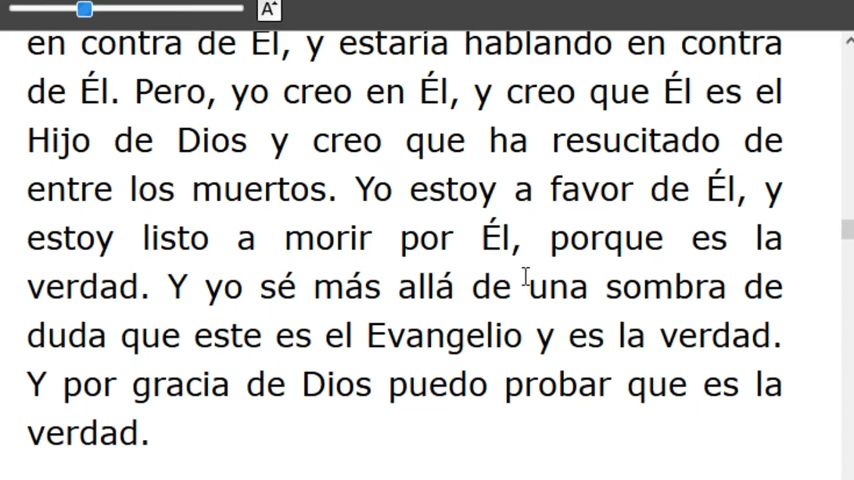 A
en contra de Él, y estaría hablando en contra
de Él. Pero, yo creo en Él, y creo que Él es el
Hijo de Dios y creo que ha resucitado de
entre los muertos. Yo estoy a favor de Él, y
estoy listo a morir por Él, porque es la
verdad. Y yo sé más allá de una sombra de
duda que este es el Evangelio y es la verdad.
Y por gracia de Dios puedo probar que es la
verdad.